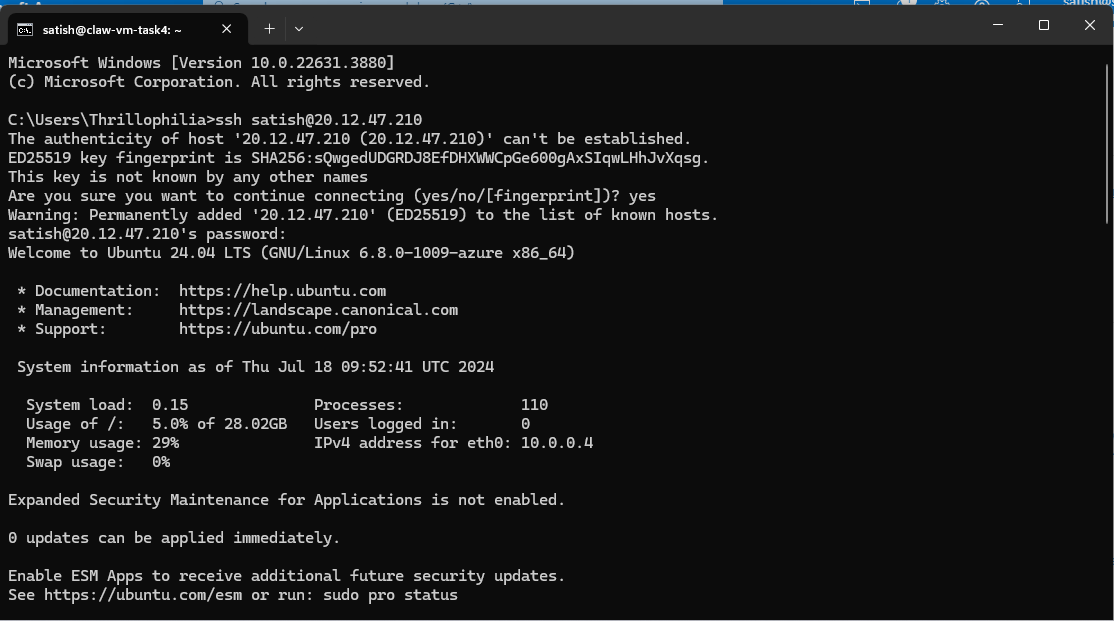 satish@claw-vm-task4: ~
Microsoft Windows [Version 10.0.22631.3880]
(c) Microsoft Corporation. All rights reserved.
C:\Users\Thrillophilia>ssh satish@20.12.47.210
The authenticity of host '20.12.47.210 (20.12.47.210)' can't be established.
ED25519 key fingerprint is SHA256:sQwgedUDGRDJ8EfDHXWWCpGe600gAxSIqwLHhJvXqsg.
This key is not known by any other names
Are you sure you want to continue connecting (yes/no/[fingerprint])? yes
Warning: Permanently added '20.12.47.210' (ED25519) to the list of known hosts.
satish@20.12.47.210's password:
Welcome to Ubuntu 24.04 LTS (GNU/Linux 6.8.0-1009-azure x86_64)
* Documentation: https://help.ubuntu.com
* Management: https://landscape.canonical.com
* Support: https://ubuntu.com/pro
System information as of Thu Jul 18 09:52:41 UTC 2024
System load: 0.15 Processes: 110
Usage of /: 5.0% of 28.02GB Users logged in: 0
Memory usage: 29% IPv4 address for eth0: 10.0.0.4
Swap usage: 0%
Expanded Security Maintenance for Applications is not enabled.
0 updates can be applied immediately.
Enable ESM Apps to receive additional future security updates.
See https://ubuntu.com/esm or run: sudo pro status